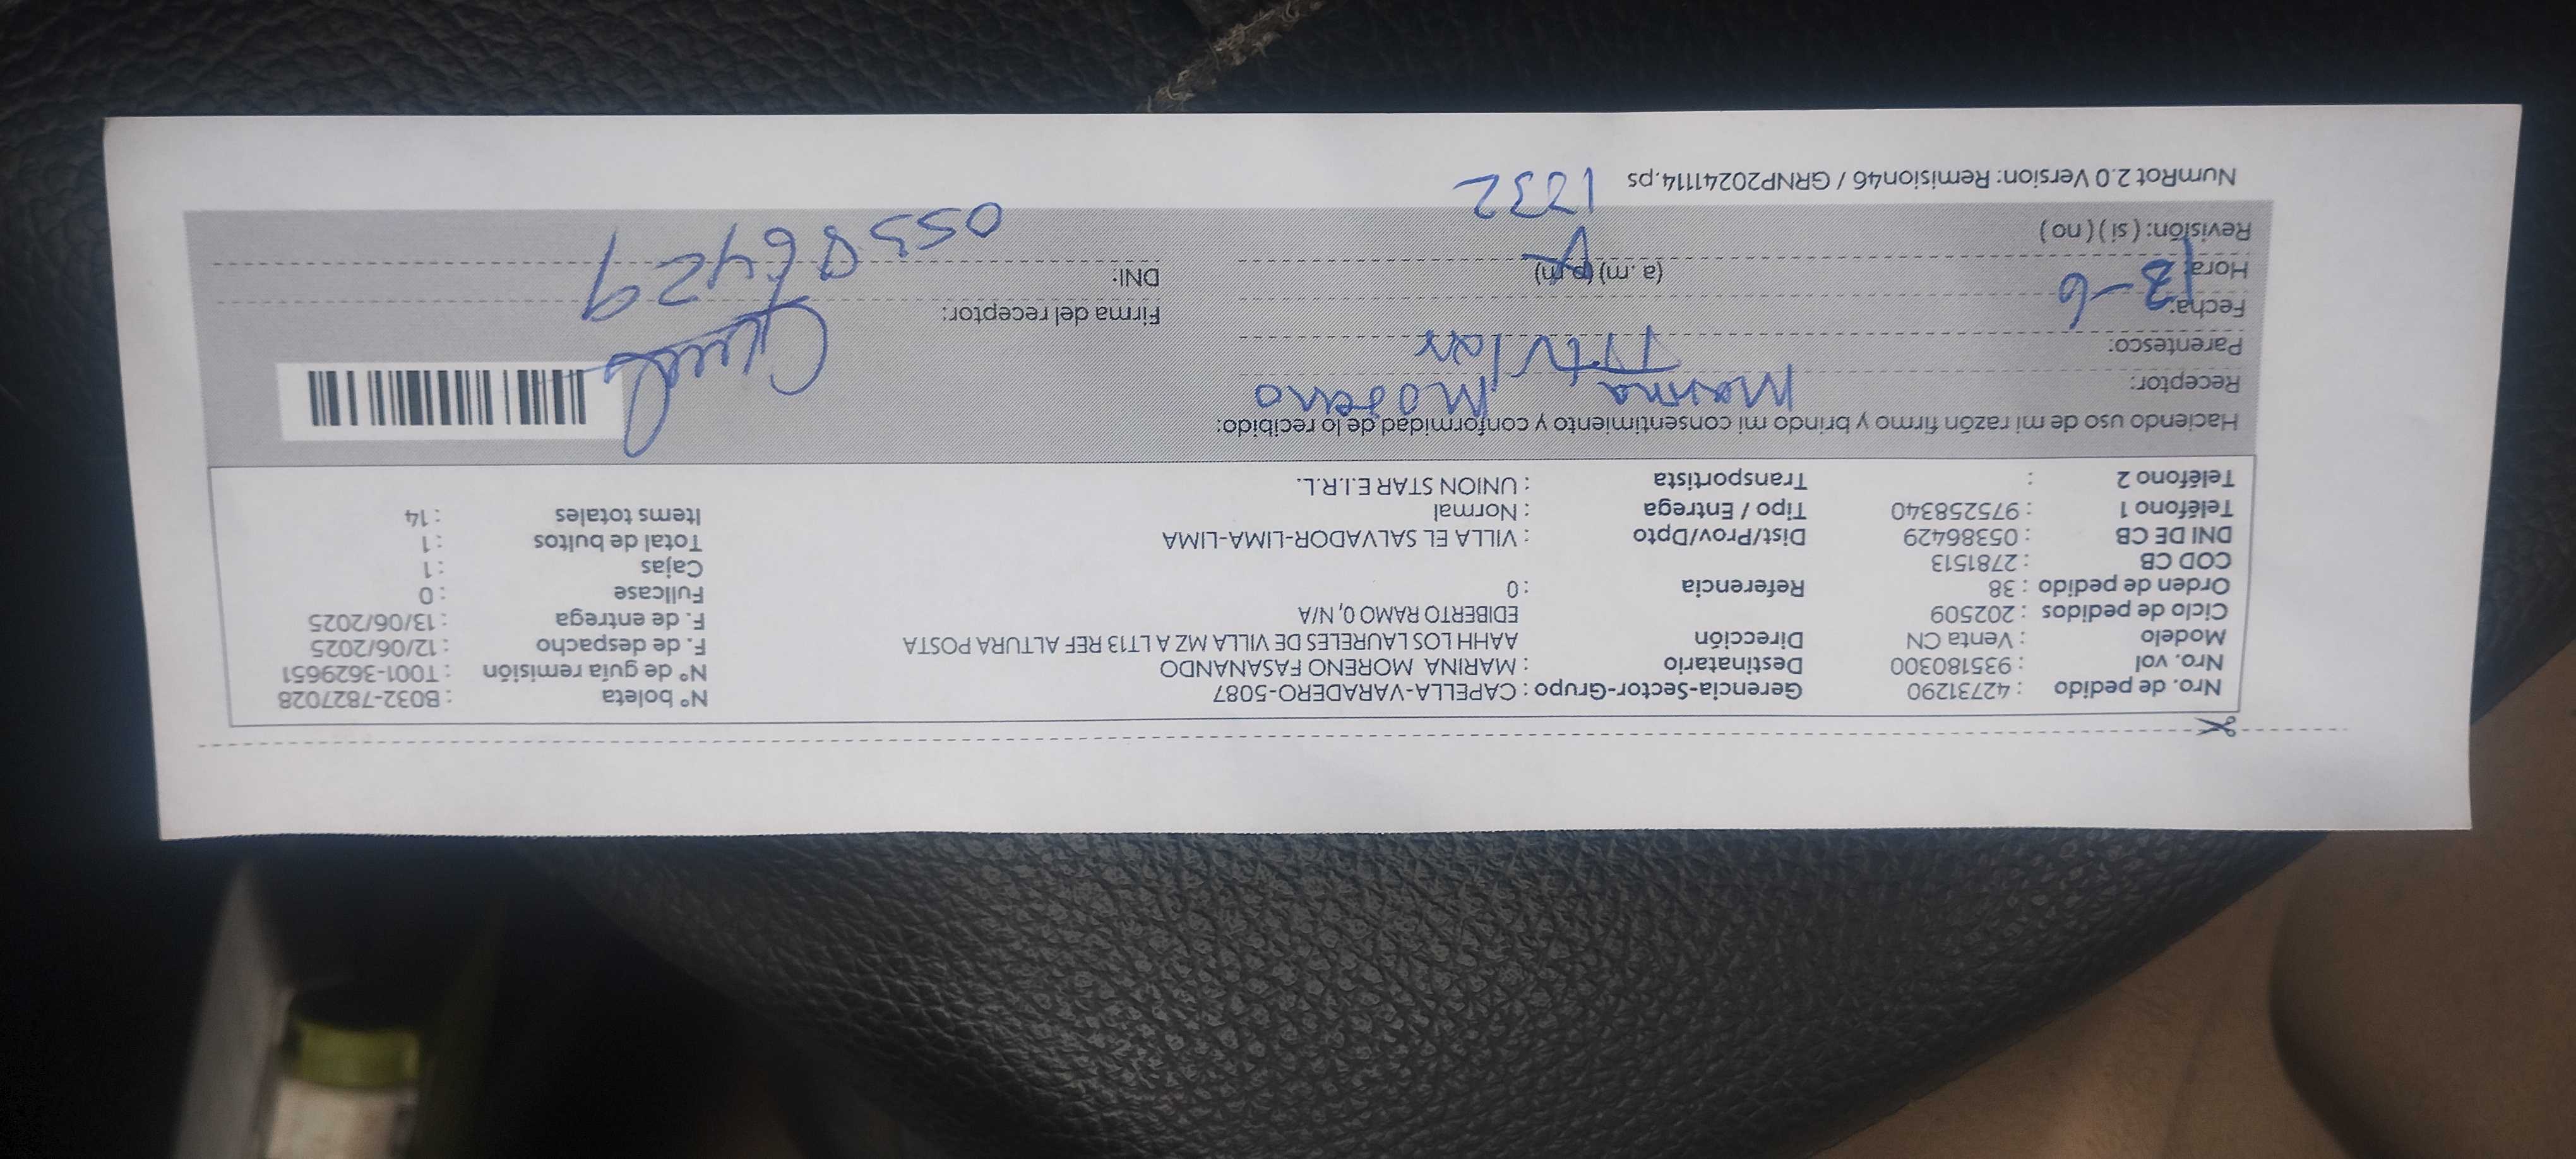 Nro. de pedido : 42731290 Gerencia-Sector-Grupo : CAPELLA-VARADERO-5087 N° boleta : B032-7827028
Nro. vol : 935180300 Destinatario : MARINA MORENO FASANANDO N° de guía remisión : T001-3629651
Modelo : Venta CN Dirección AAHH LOS LAURELES DE VILLA MZ A LT13 REF ALTURA POSTA F. de despacho : 12/06/2025
Ciclo de pedidos : 202509 EDIBERTO RAMO 0, N/A F. de entrega : 13/06/2025
Orden de pedido : 38 Referencia : 0 Fullcase : 0
COD CB : 2781513 Cajas : 1
DNI DE CB : 05386429 Dist/Prov/Dpto : VILLA EL SALVADOR-LIMA-LIMA Total de bultos : 1
Teléfono 1 : 975258340 Tipo / Entrega : Normal Items totales : 14
Teléfono 2 : Transportista : UNION STAR E.I.R.L.
Haciendo uso de mi razón firmo y brindo mi consentimiento y conformidad de lo recibido:
Receptor: Marina Moreno
Parentesco: Titular
Fecha: 13-6 Firma del receptor:
Hora: (a. m) (p.m) DNI: 05386429
Revisión: ( si ) ( no ) 1332
NumRot 2.0 Version: Remision46 / GRNP20241114.ps